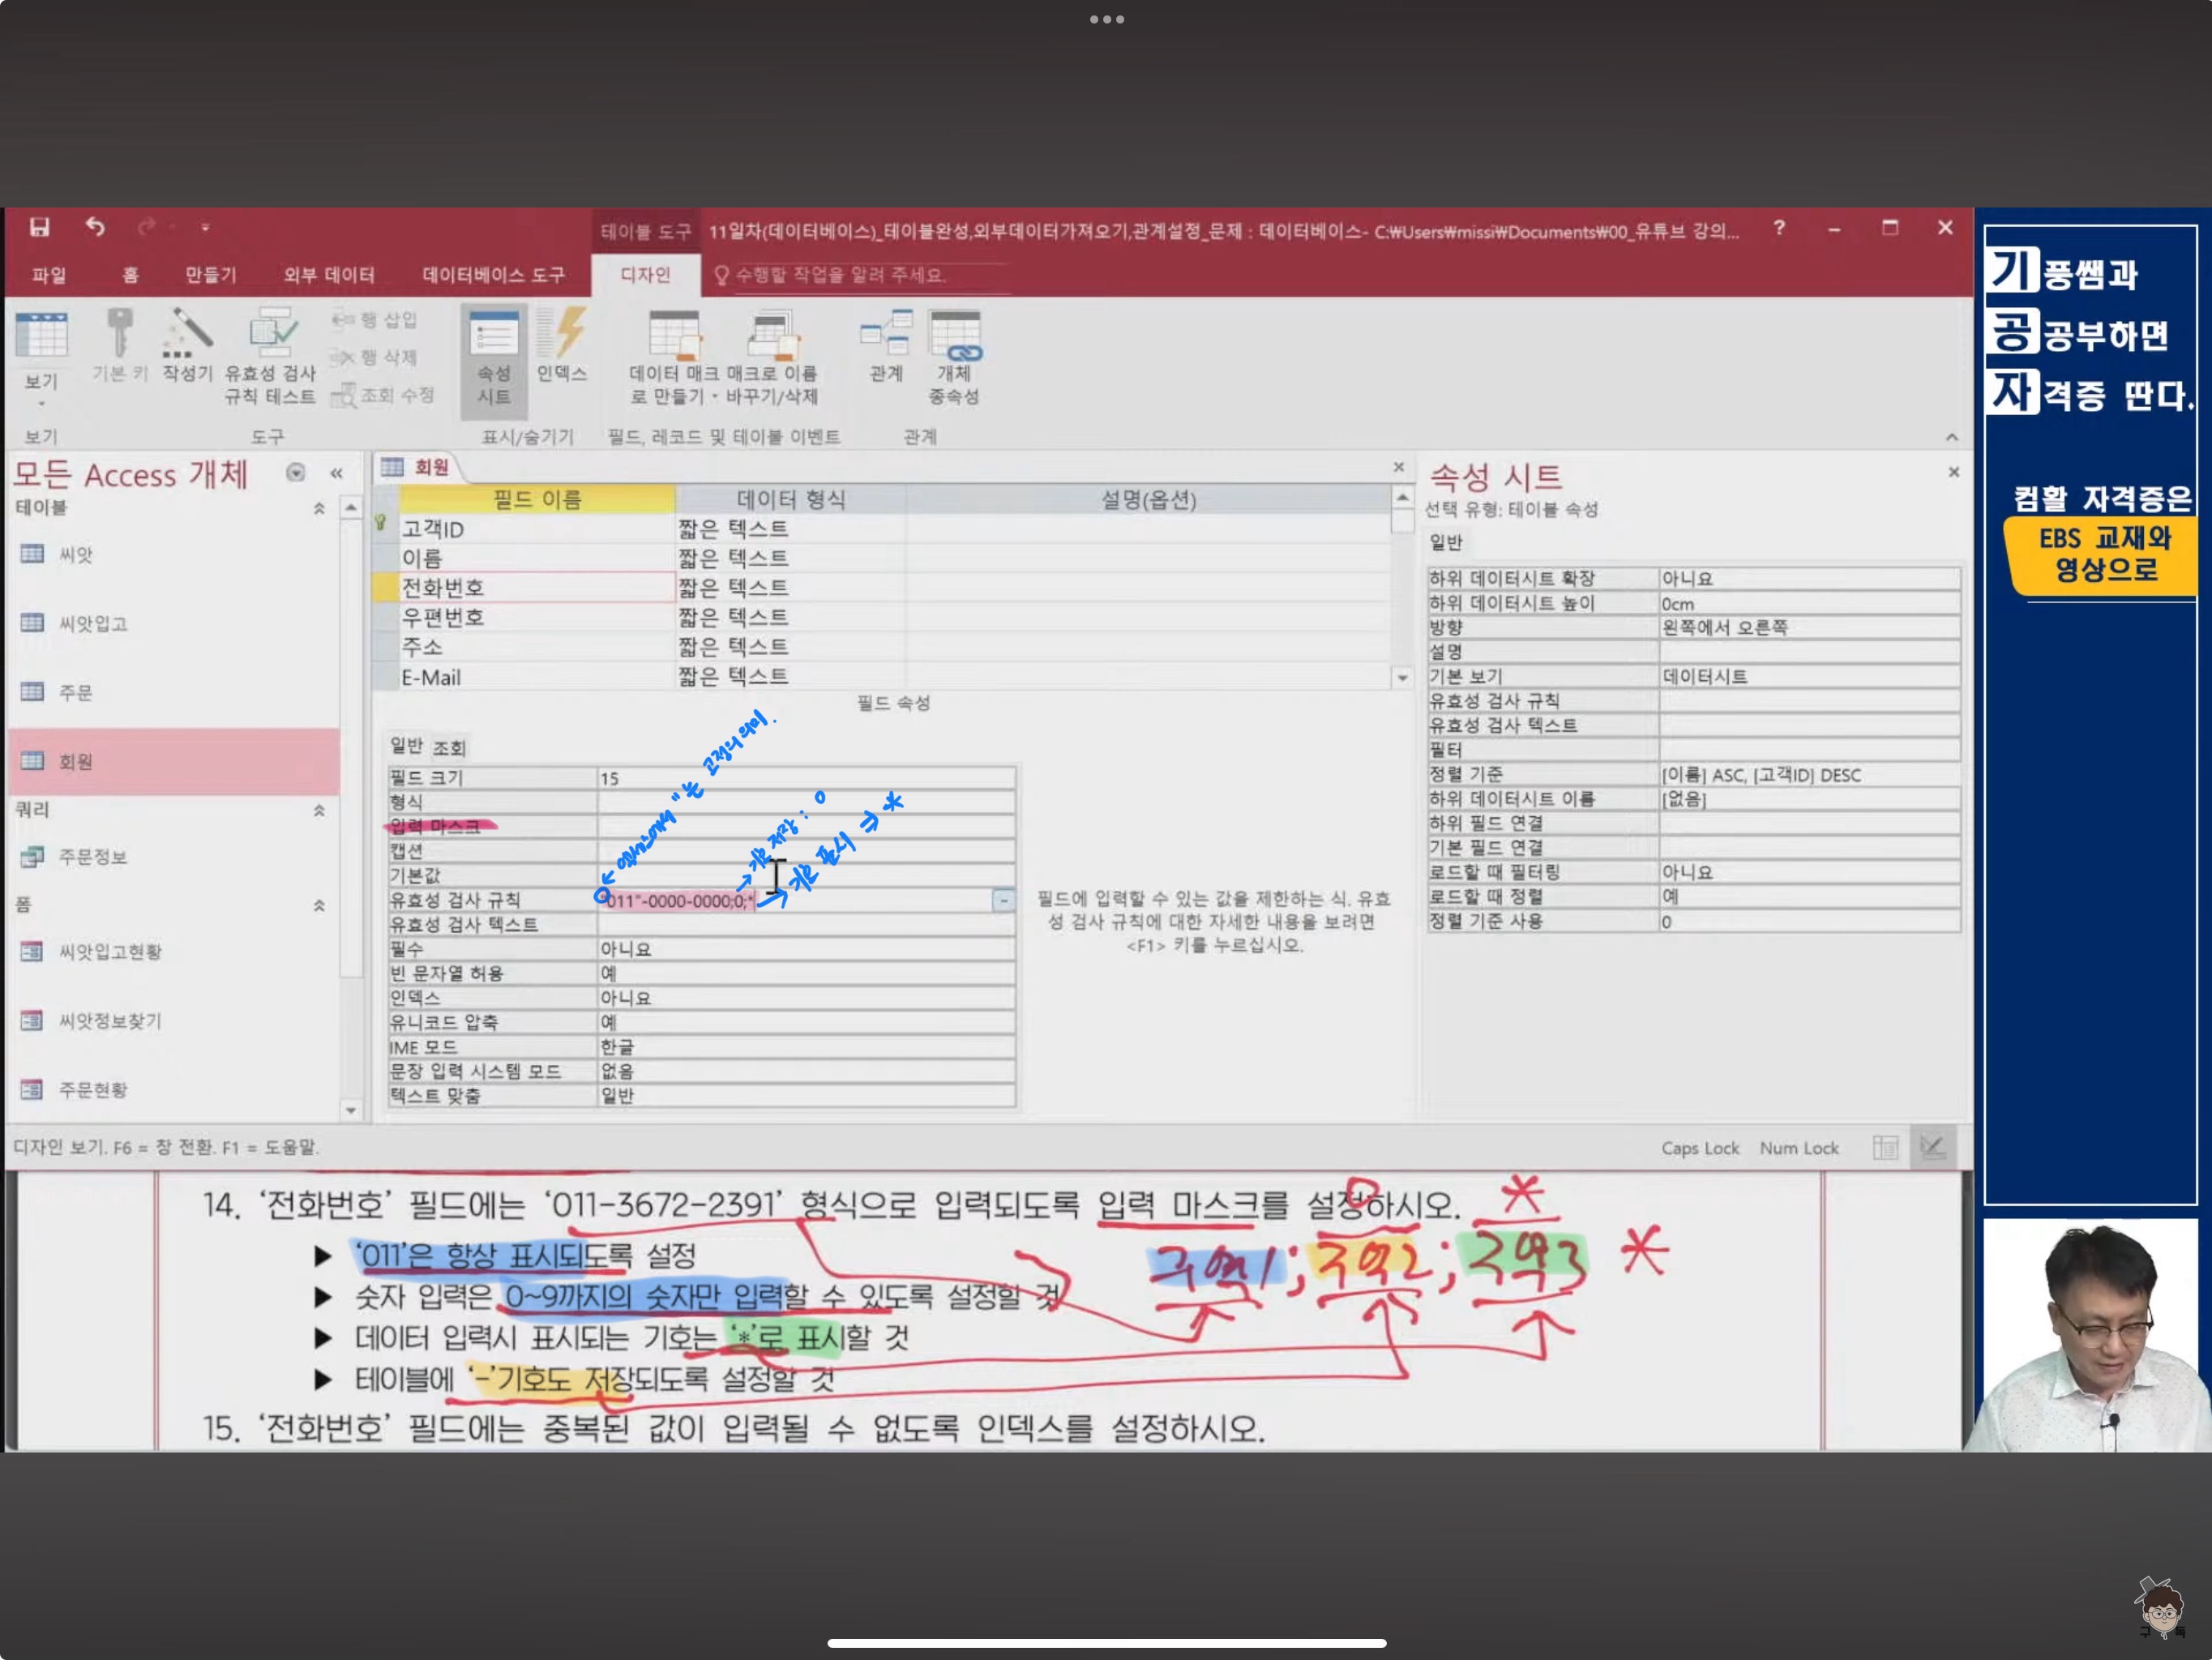 테이블 도구
11일차(데이터베이스)_테이블완성,외부데이터가져오기,관계설정_문제 : 데이터베이스- C:₩Users₩missi₩Documents₩00_유튜브 강의...
?
파일 홈 만들기 외부 데이터 데이터베이스 도구 디자인 수행할 작업을 알려 주세요.
보기
기본 키
작성기
유효성 검사
규칙 테스트
행 삽입
행 삭제
조회 수정
속성
시트
인덱스
데이터 매크
로 만들기
매크로 이름
바꾸기/삭제
관계
개체
종속성
보기 도구 표시/숨기기 필드, 레코드 및 테이블 이벤트 관계
모든 Access 개체
테이블
씨앗
씨앗입고
주문
회원
쿼리
주문정보
폼
씨앗입고현황
씨앗정보찾기
주문현황
회원
필드 이름 데이터 형식 설명(옵션)
고객ID 짧은 텍스트
이름 짧은 텍스트
전화번호 짧은 텍스트
우편번호 짧은 텍스트
주소 짧은 텍스트
E-Mail 짧은 텍스트
필드 속성
일반 조회
필드 크기 15
형식
입력 마스크
캡션
기본값
유효성 검사 규칙 "011"-0000-0000;0;*
유효성 검사 텍스트
필수 아니요
빈 문자열 허용 예
인덱스 아니요
유니코드 압축 예
IME 모드 한글
문장 입력 시스템 모드 없음
텍스트 맞춤 일반
" 는 고정의 의미.
기호 저장 : 0
기호 표시 ⇒ *
필드에 입력할 수 있는 값을 제한하는 식. 유효
성 검사 규칙에 대한 자세한 내용을 보려면
<F1> 키를 누르십시오.
속성 시트
선택 유형: 테이블 속성
일반
하위 데이터시트 확장 아니요
하위 데이터시트 높이 0cm
방향 왼쪽에서 오른쪽
설명
기본 보기 데이터시트
유효성 검사 규칙
유효성 검사 텍스트
필터
정렬 기준 [이름] ASC, [고객ID] DESC
하위 데이터시트 이름 [없음]
하위 필드 연결
기본 필드 연결
로드할 때 필터링 아니요
로드할 때 정렬 예
정렬 기준 사용 0
디자인 보기. F6 = 창 전환. F1 = 도움말.
Caps Lock Num Lock
14. ‘전화번호’ 필드에는 ‘011-3672-2391’ 형식으로 입력되도록 입력 마스크를 설정하시오.
▶ ‘011’은 항상 표시되도록 설정
▶ 숫자 입력은 0~9까지의 숫자만 입력할 수 있도록 설정할 것
▶ 데이터 입력시 표시되는 기호는 ‘*’로 표시할 것
▶ 테이블에 ‘-’기호도 저장되도록 설정할 것
0 *
구역1; 구역2; 구역3 *
15. ‘전화번호’ 필드에는 중복된 값이 입력될 수 없도록 인덱스를 설정하시오.
기풍쌤과
공공부하면
자격증 딴다.
컴활 자격증은
EBS 교재와
영상으로
구 독